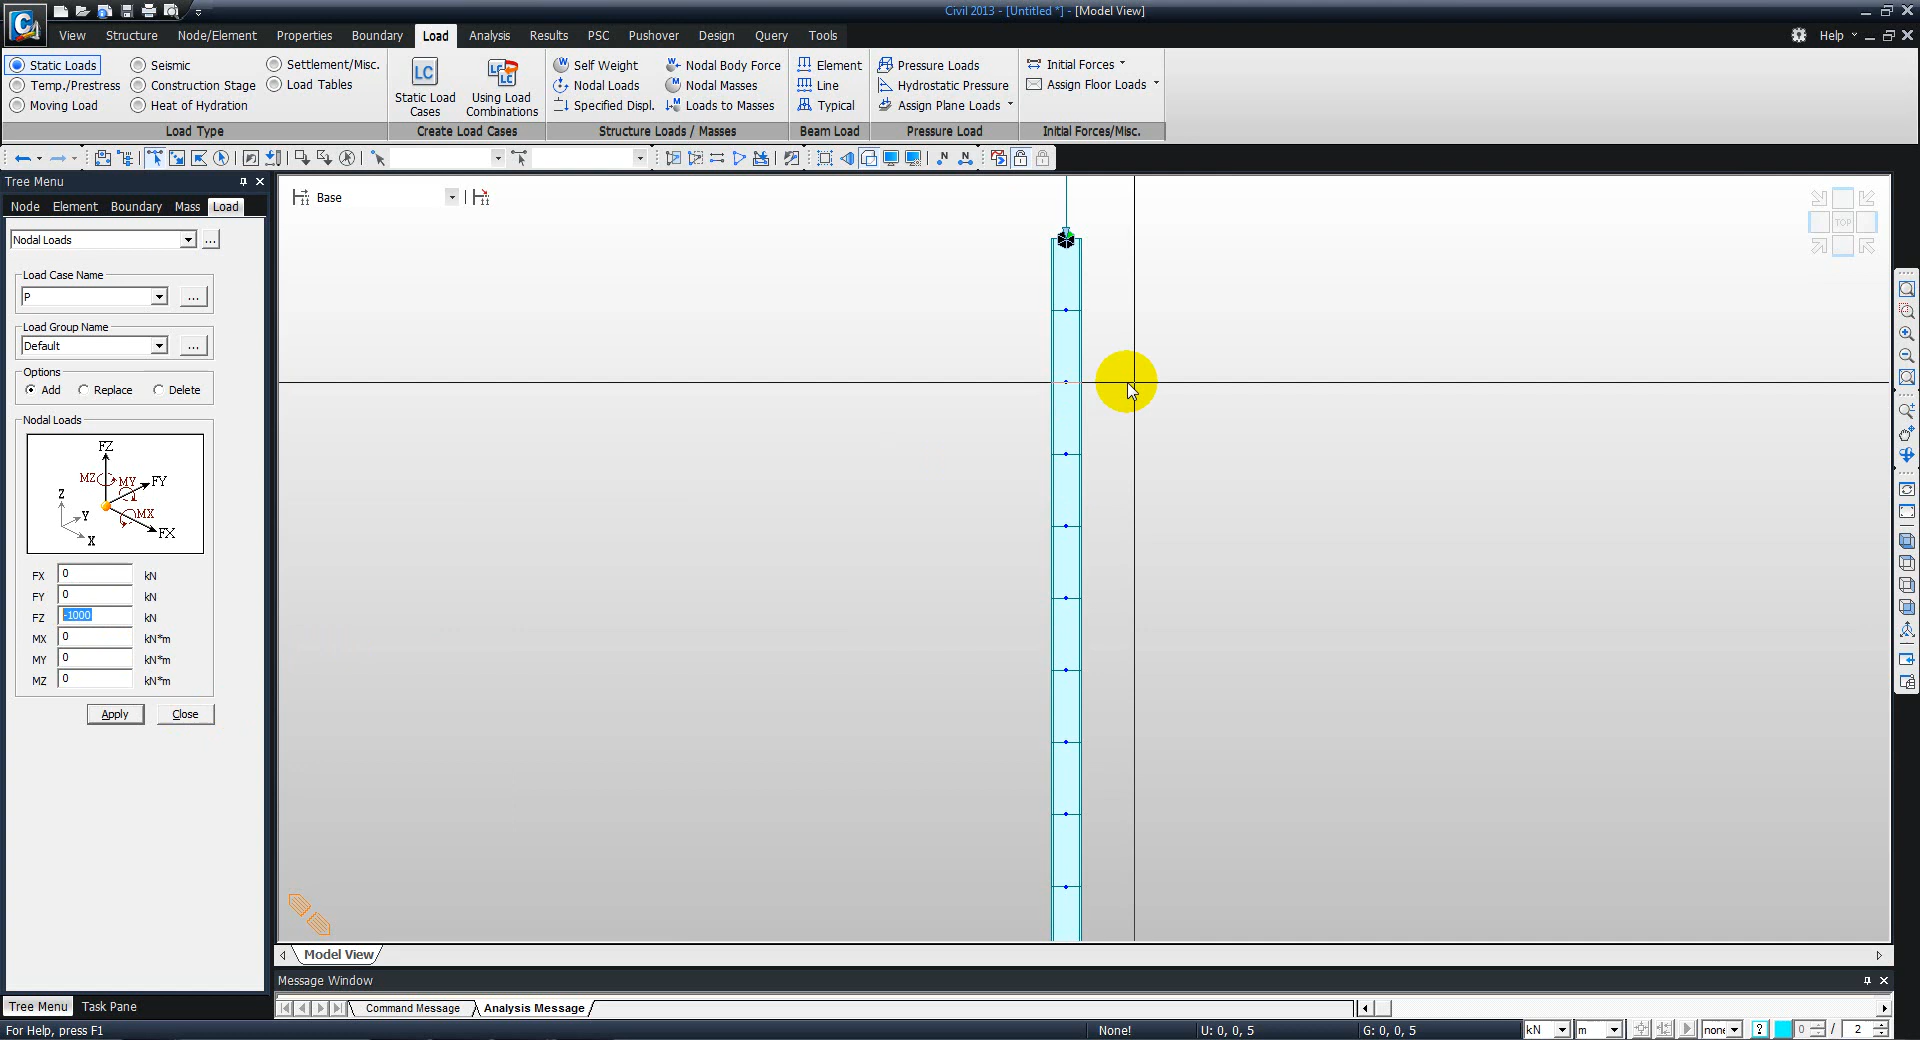 Civil 2013 - [Untitled *] - [Model View]
View Structure Node/Element Properties Boundary Load Analysis Results PSC Pushover Design Query Tools Help
Static Loads Seismic Settlement/Misc.
Temp./Prestress Construction Stage Load Tables
Moving Load Heat of Hydration
Load Type
LC
Static Load
Cases
LC
LC
Using Load
Combinations
Create Load Cases
Self Weight Nodal Body Force
Nodal Loads Nodal Masses
Specified Displ. Loads to Masses
Structure Loads / Masses
Element
Line
Typical
Beam Load
Pressure Loads
Hydrostatic Pressure
Assign Plane Loads
Pressure Load
Initial Forces
Assign Floor Loads
Initial Forces/Misc.
N N
Tree Menu
Node Element Boundary Mass Load
Nodal Loads ...
Load Case Name
P ...
Load Group Name
Default ...
Options
Add Replace Delete
Nodal Loads
FZ
MZ MY FY
Z MX
Y FX
X
FX 0 kN
FY 0 kN
FZ -1000 kN
MX 0 kN*m
MY 0 kN*m
MZ 0 kN*m
Apply Close
Base
TOP
Model View
Message Window
Command Message Analysis Message
Tree Menu Task Pane
For Help, press F1 None! U: 0, 0, 5 G: 0, 0, 5 kN m none ? 0 / 2